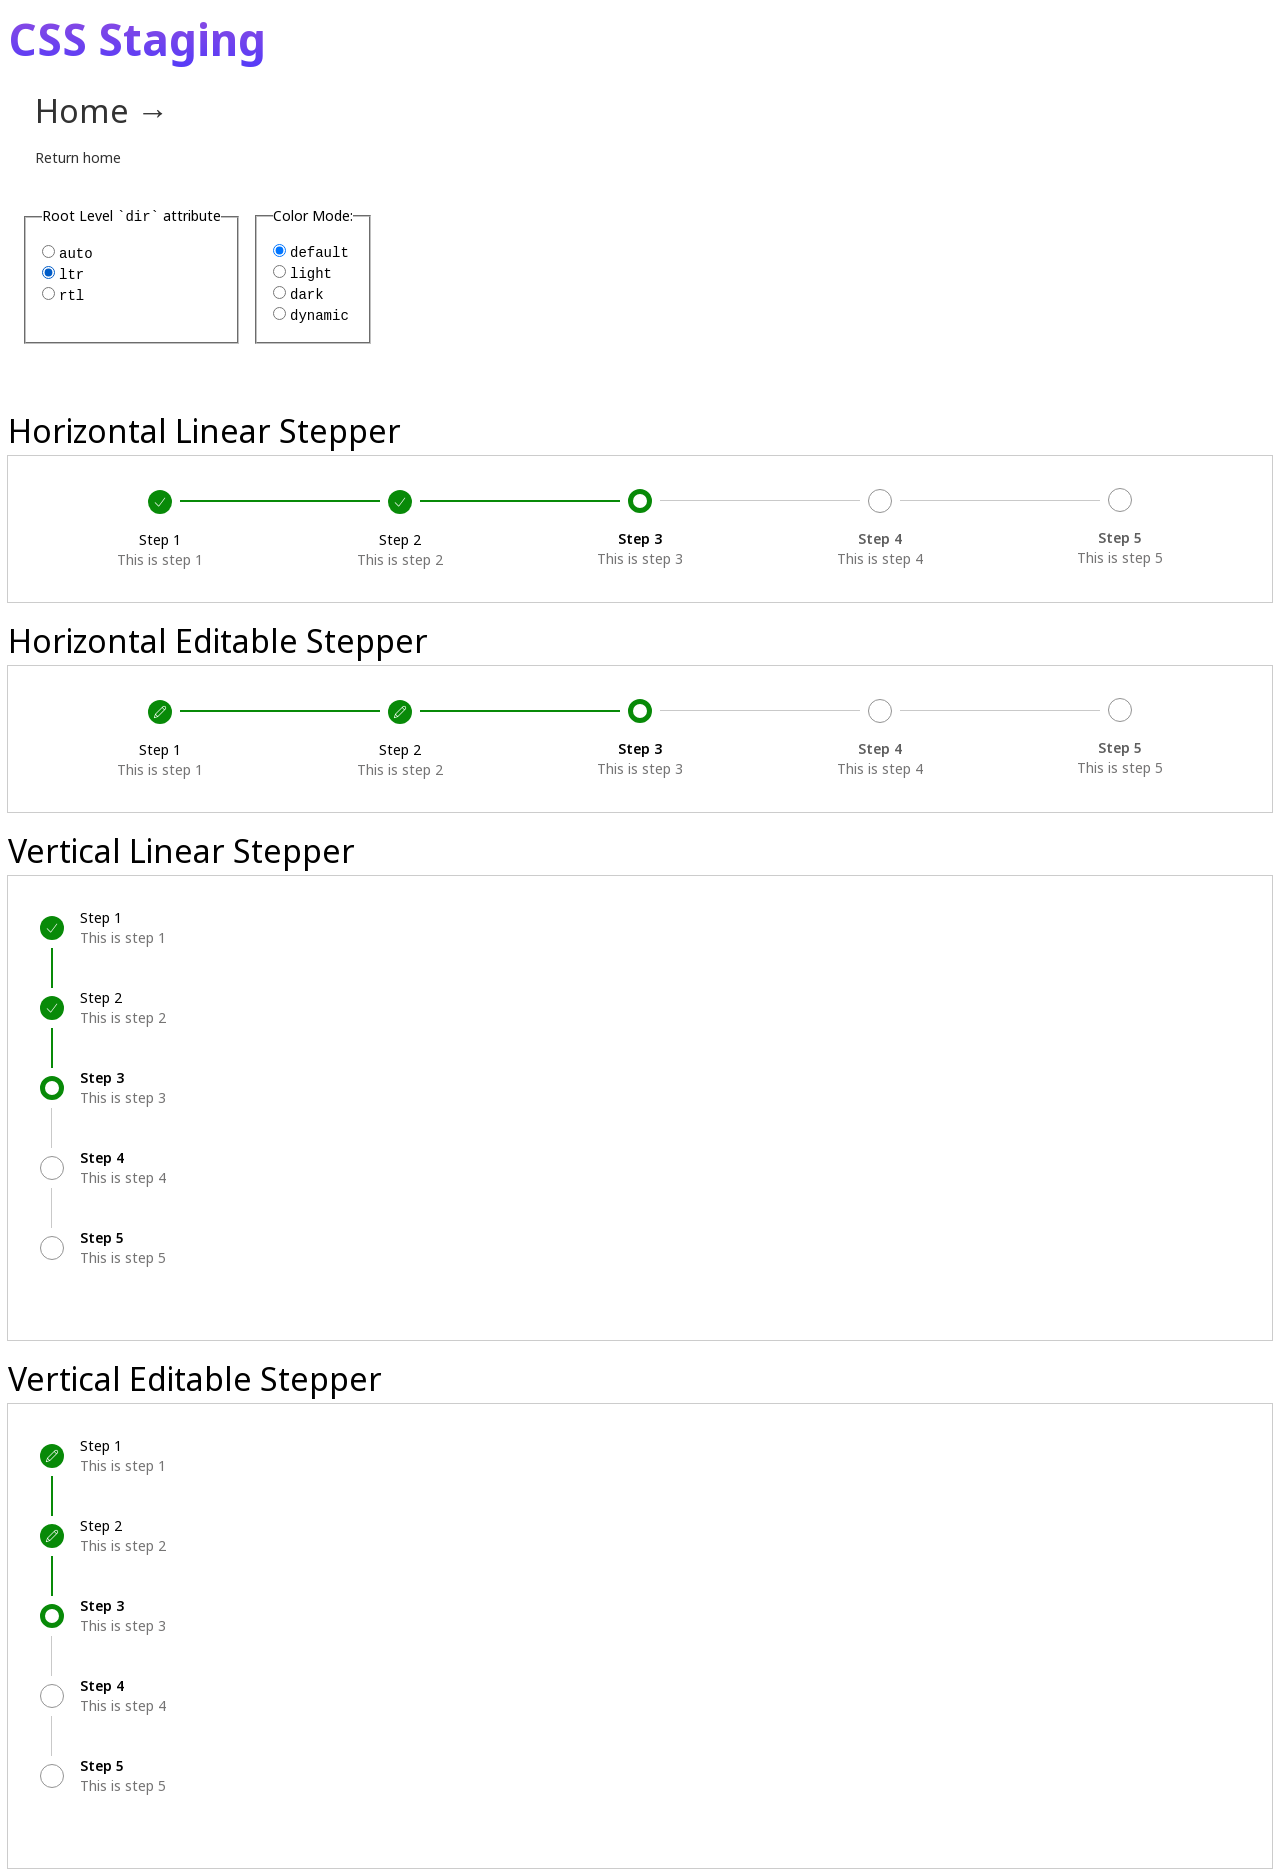 CSS Staging
Home →
Return home
Root Level `dir` attribute
auto
ltr
rtl
Color Mode:
default
light
dark
dynamic
Horizontal Linear Stepper
Step 1
This is step 1
Step 2
This is step 2
Step 3
This is step 3
Step 4
This is step 4
Step 5
This is step 5
Horizontal Editable Stepper
Step 1
This is step 1
Step 2
This is step 2
Step 3
This is step 3
Step 4
This is step 4
Step 5
This is step 5
Vertical Linear Stepper
Step 1
This is step 1
Step 2
This is step 2
Step 3
This is step 3
Step 4
This is step 4
Step 5
This is step 5
Vertical Editable Stepper
Step 1
This is step 1
Step 2
This is step 2
Step 3
This is step 3
Step 4
This is step 4
Step 5
This is step 5